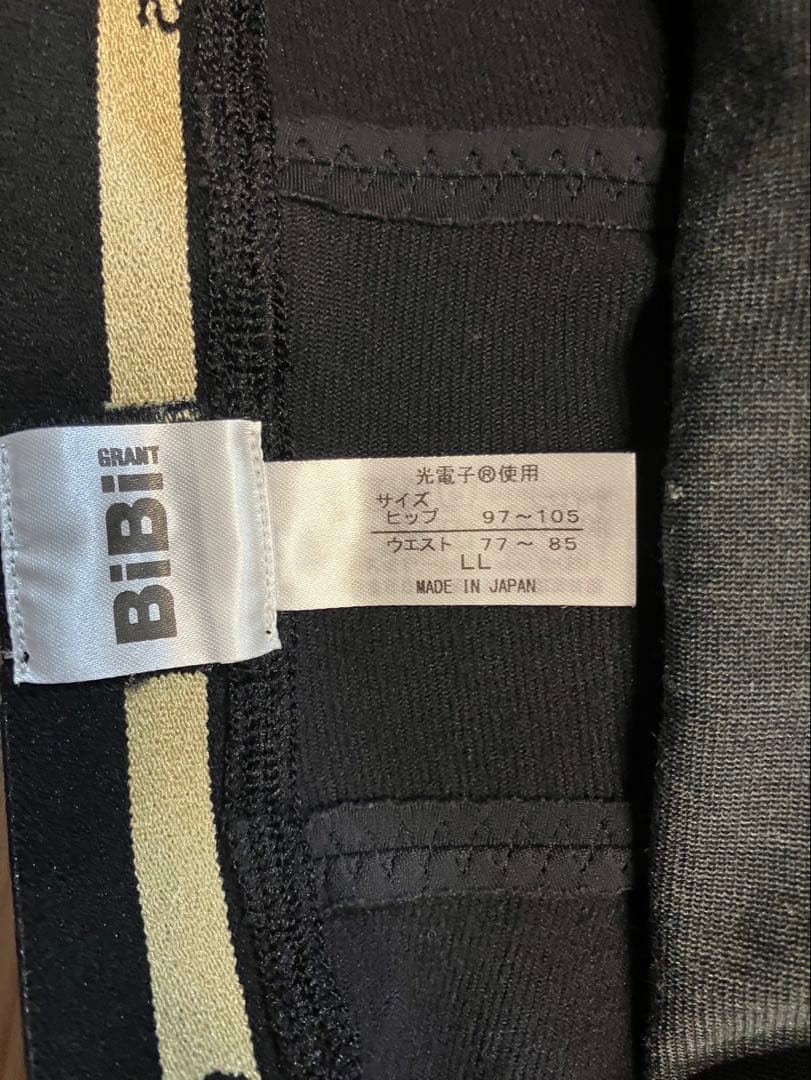 GRANT
BiBi
光電子®使用
サイズ
ヒップ 97〜105
ウエスト 77〜 85
LL
MADE IN JAPAN